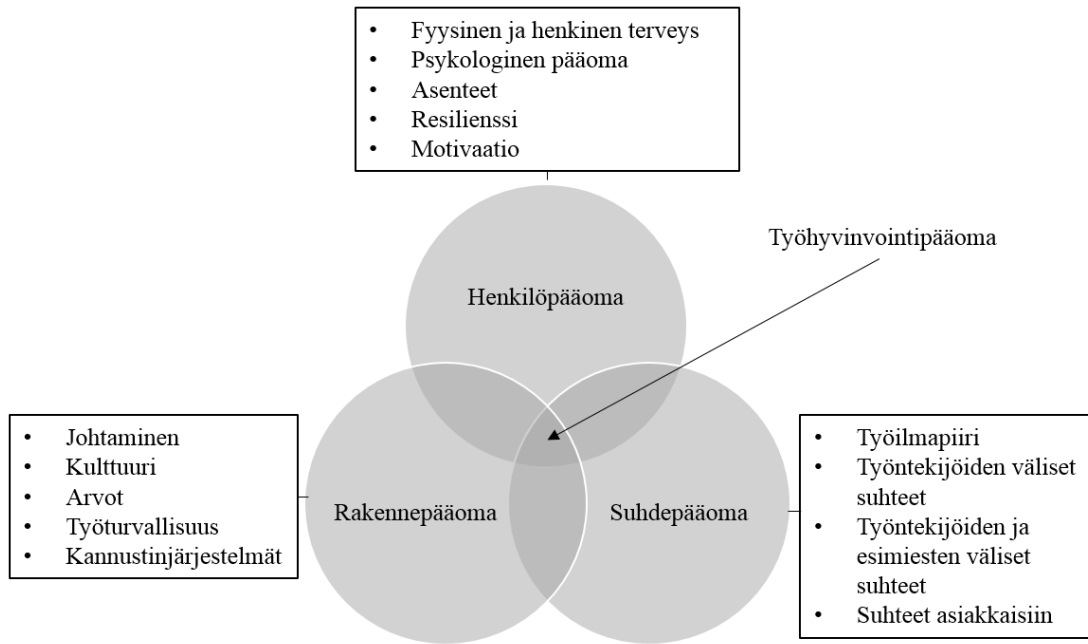 • Fyysinen ja henkinen terveys
• Psykologinen pääoma
• Asenteet
• Resilienssi
• Motivaatio
Työhyvinvointipääoma
Henkilöpääoma
• Johtaminen
• Kulttuuri
• Arvot
• Työturvallisuus
• Kannustinjärjestelmät
Rakennepääoma
Suhdepääoma
• Työilmapiiri
• Työntekijöiden väliset
suhteet
• Työntekijöiden ja
esimiesten väliset
suhteet
• Suhteet asiakkaisiin